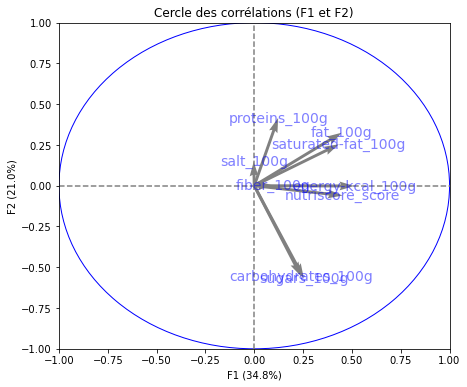 Cercle des corrélations (F1 et F2)
1.00
0.75
0.50
0.25
0.00
−0.25
−0.50
−0.75
−1.00
F2 (21.0%)
proteins_100g
fat_100g
saturated-fat_100g
salt_100g
fiber_100g
energy-kcal_100g
nutriscore_score
carbohydrates_100g
sugars_100g
−1.00 −0.75 −0.50 −0.25 0.00 0.25 0.50 0.75 1.00
F1 (34.8%)